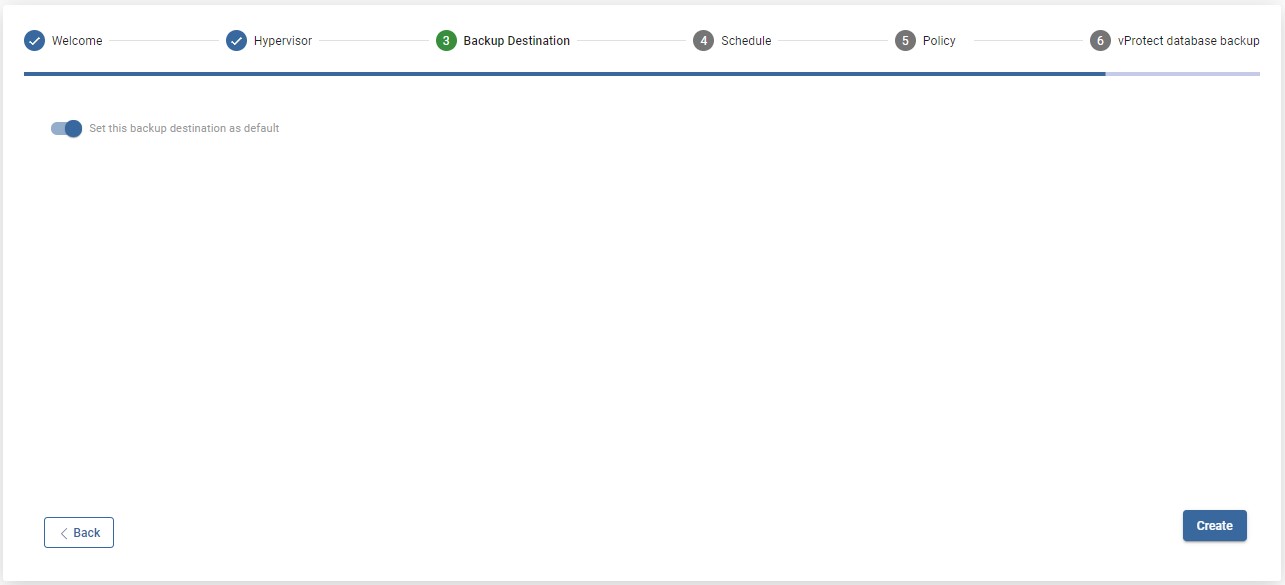 Welcome
Hypervisor
3 Backup Destination
4 Schedule
5 Policy
6 vProtect database backup
Set this backup destination as default
Back
Create